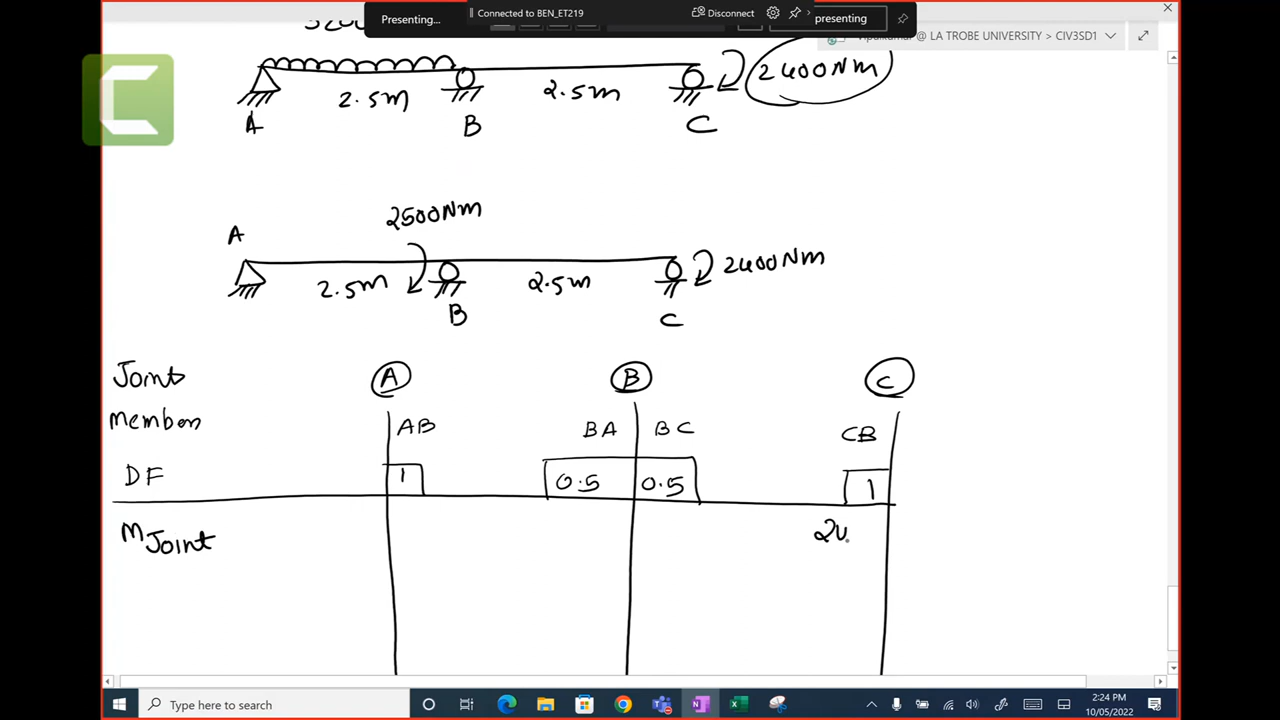 Presenting...
Connected to BEN_ET219
Disconnect
presenting
@ LA TROBE UNIVERSITY > CIV3SD1
2400Nm
2.5m
2.5m
A
B
C
2500Nm
A
2400Nm
2.5m
2.5m
B
C
Joint
A
B
C
Member
AB
BA
BC
CB
DF
1
0.5
0.5
1
M Joint
2
Type here to search
2:24 PM
10/05/2022